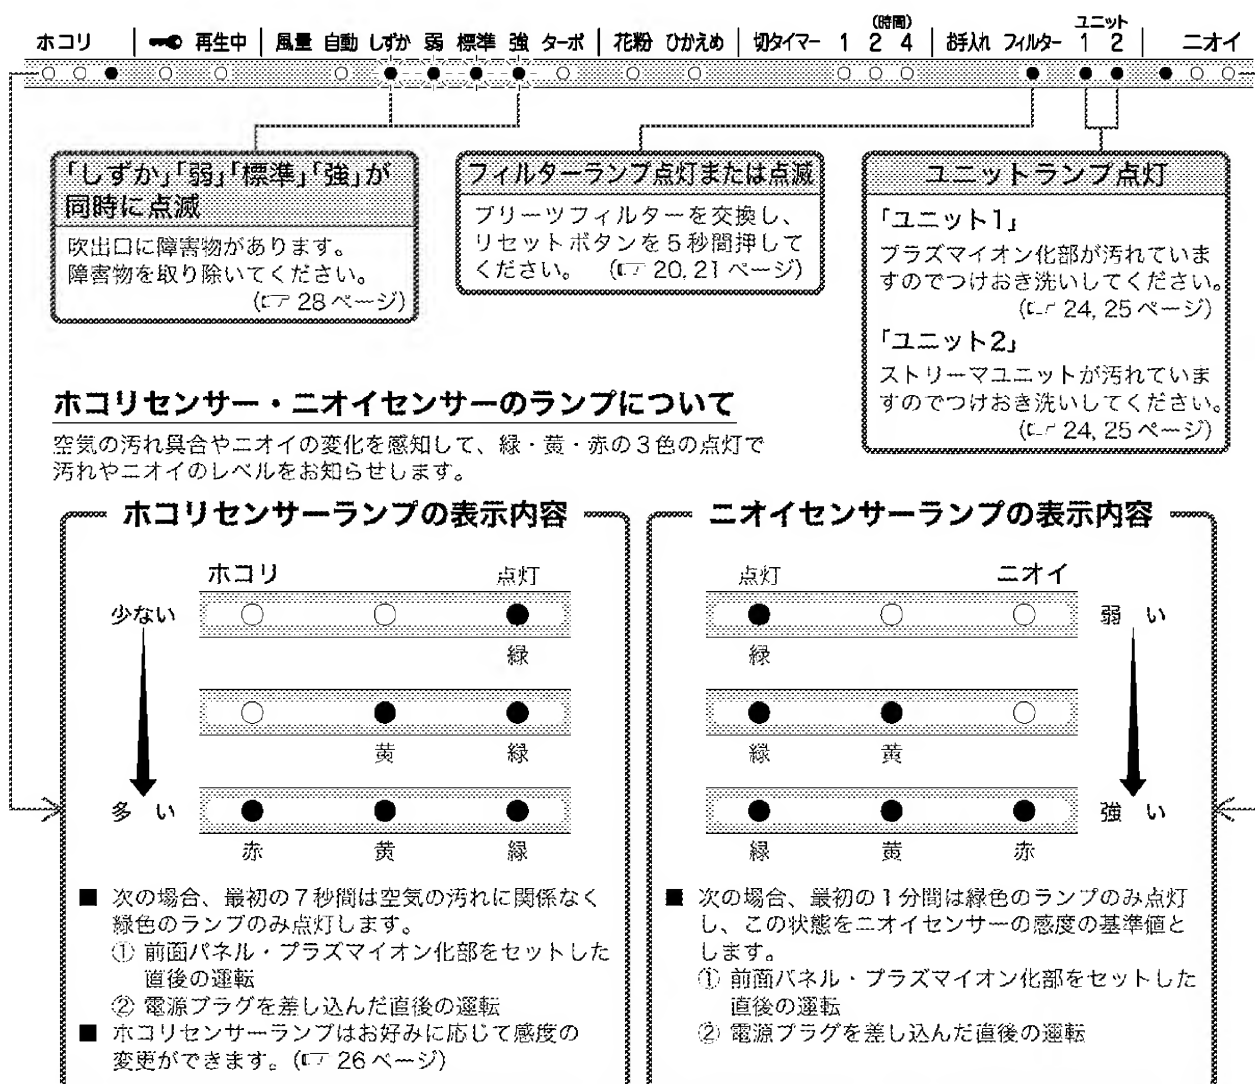 (時間) ユニット
ホコリ 再生中 風量 自動 しずか 弱 標準 強 ターボ 花粉 ひかえめ 切タイマー 1 2 4 お手入れ フィルター 1 2 ニオイ
「しずか」「弱」「標準」「強」が
同時に点滅
吹出口に障害物があります。
障害物を取り除いてください。
(☞ 28 ページ)
フィルターランプ点灯または点滅
プリーツフィルターを交換し、
リセットボタンを5秒間押して
ください。 (☞ 20, 21 ページ)
ユニットランプ点灯
「ユニット1」
プラズマイオン化部が汚れていま
すのでつけおき洗いしてください。
(☞ 24, 25 ページ)
「ユニット2」
ストリーマユニットが汚れていま
すのでつけおき洗いしてください。
(☞ 24, 25 ページ)
ホコリセンサー・ニオイセンサーのランプについて
空気の汚れ具合やニオイの変化を感知して、緑・黄・赤の3色の点灯で
汚れやニオイのレベルをお知らせします。
ホコリセンサーランプの表示内容
ホコリ 点灯
少ない
緑
黄 緑
多 い
赤 黄 緑
■ 次の場合、最初の7秒間は空気の汚れに関係なく
緑色のランプのみ点灯します。
① 前面パネル・プラズマイオン化部をセットした
直後の運転
② 電源プラグを差し込んだ直後の運転
■ ホコリセンサーランプはお好みに応じて感度の
変更ができます。(☞ 26 ページ)
ニオイセンサーランプの表示内容
点灯 ニオイ
弱 い
緑
緑 黄
強 い
緑 黄 赤
■ 次の場合、最初の1分間は緑色のランプのみ点灯
し、この状態をニオイセンサーの感度の基準値と
します。
① 前面パネル・プラズマイオン化部をセットした
直後の運転
② 電源プラグを差し込んだ直後の運転